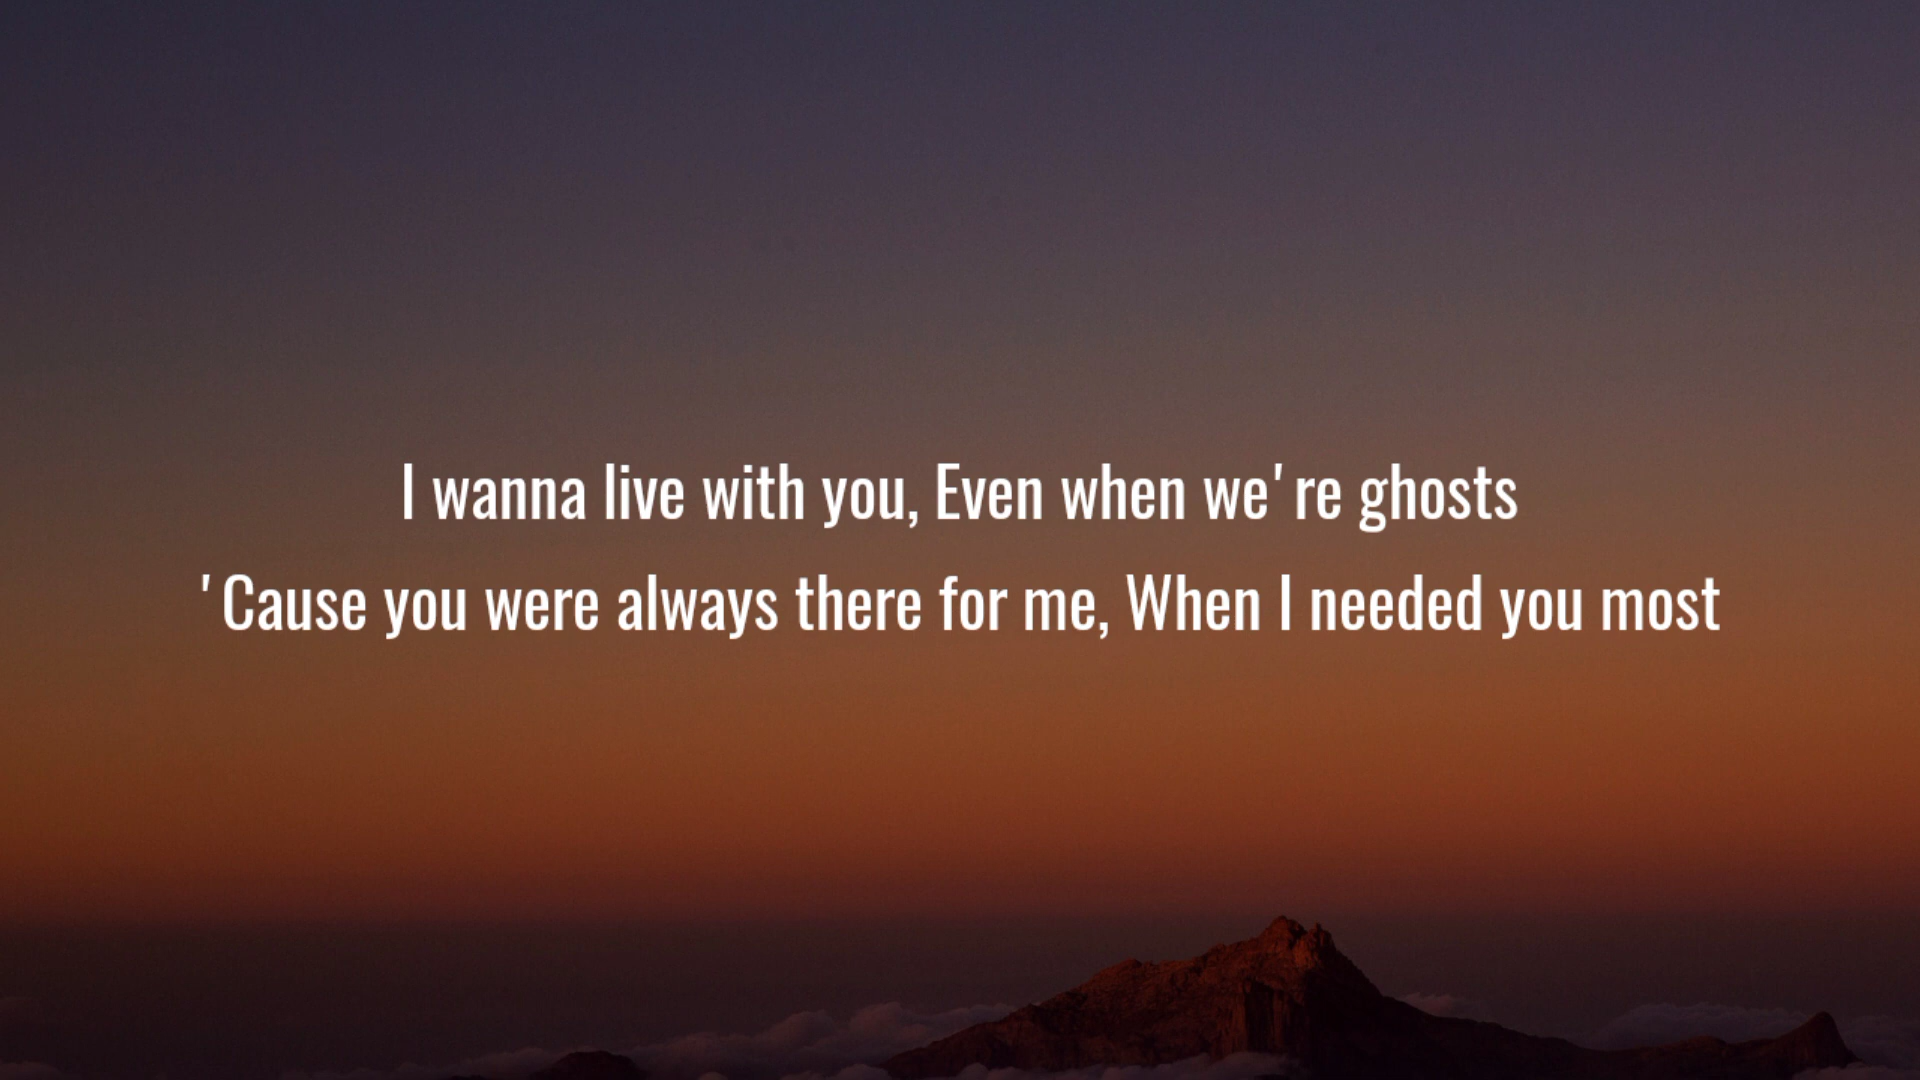 I wanna live with you, Even when we're ghosts
'Cause you were always there for me, When I needed you most